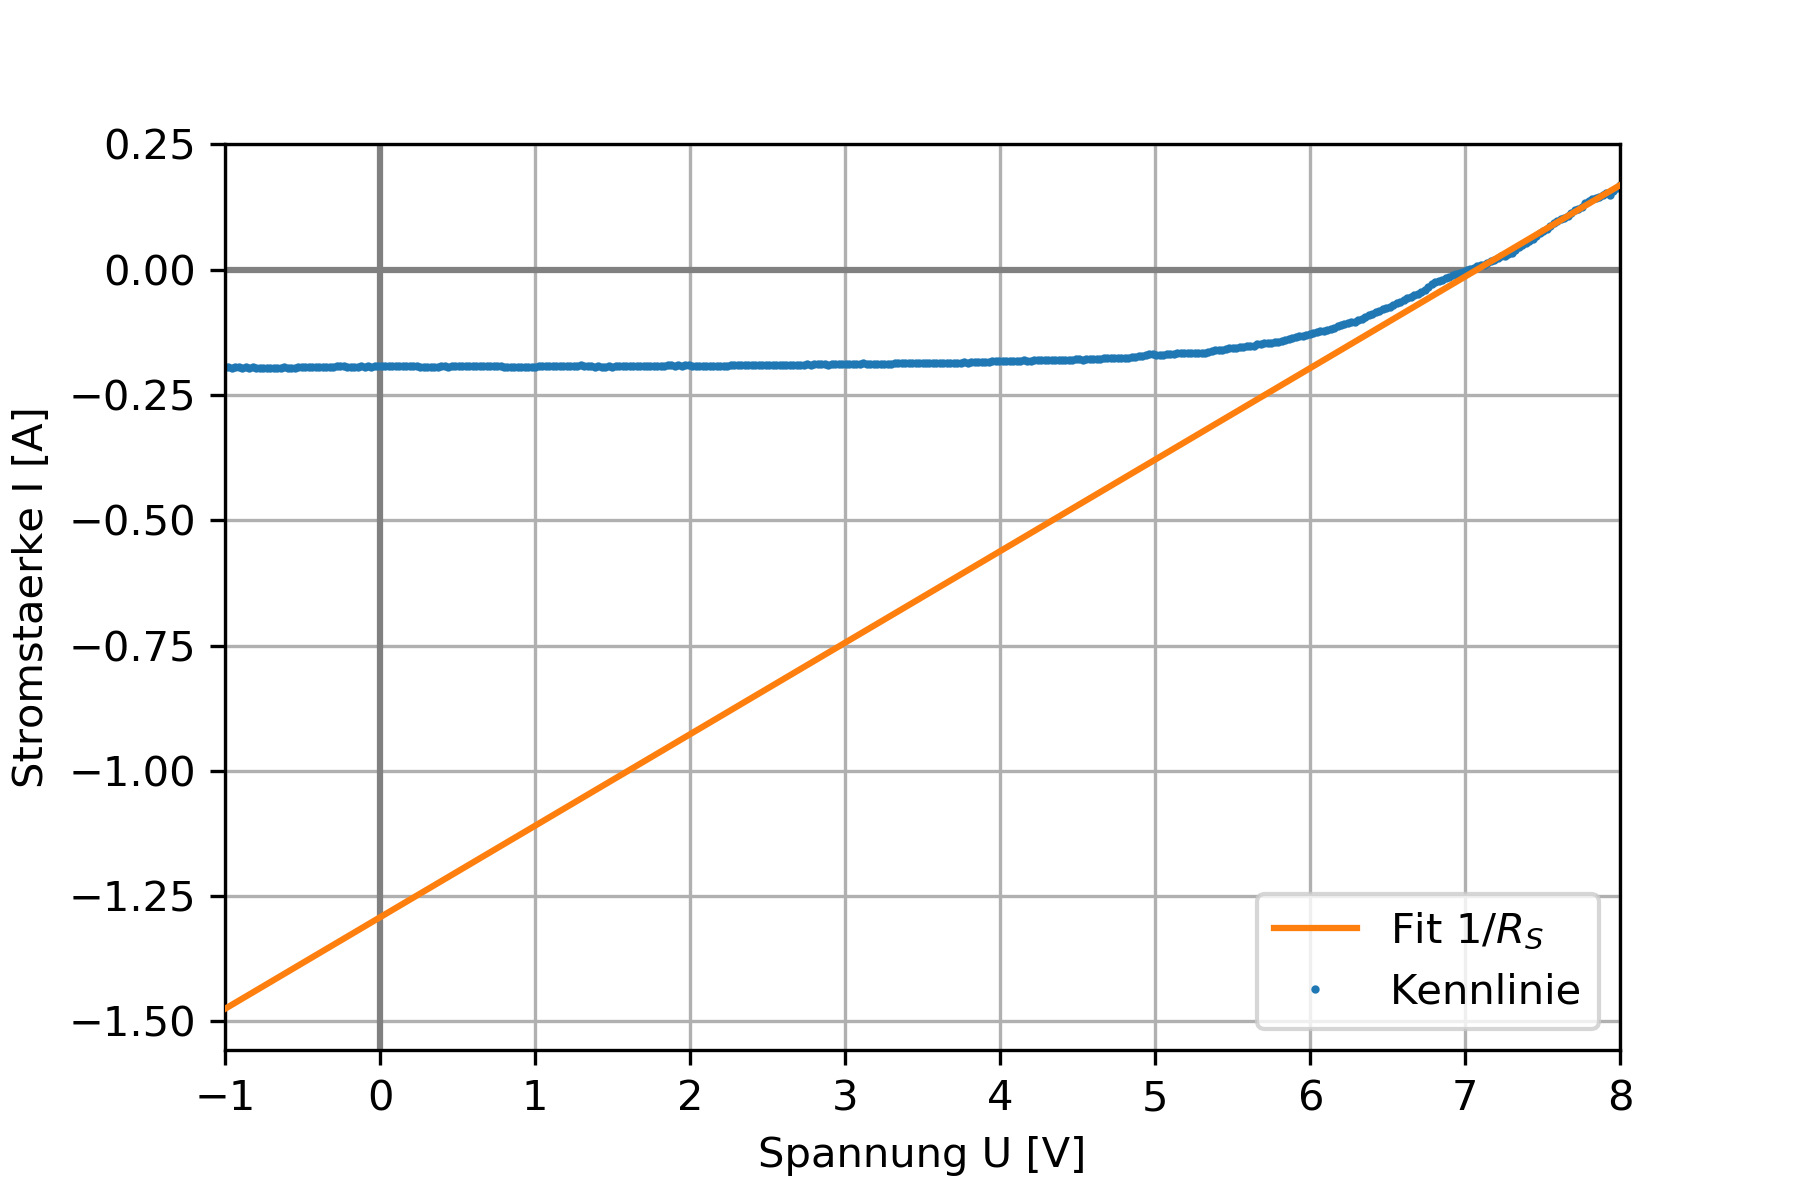 0.25
0.00
−0.25
−0.50
−0.75
−1.00
−1.25
−1.50
Stromstaerke I [A]
−1 0 1 2 3 4 5 6 7 8
Spannung U [V]
Fit 1/R_S
Kennlinie